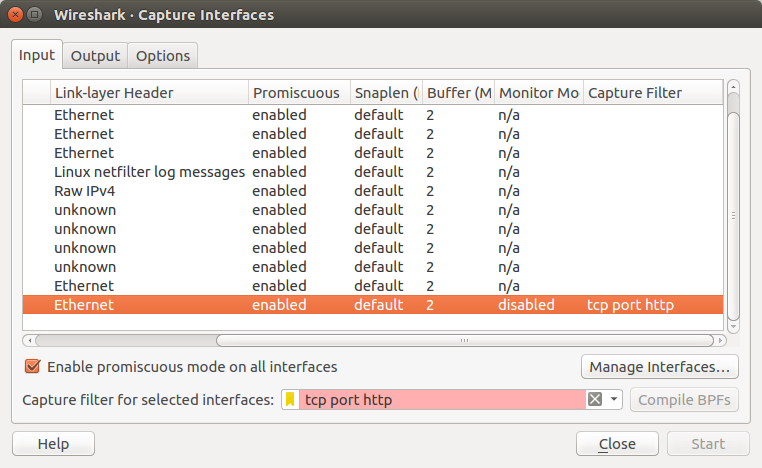 Wireshark · Capture Interfaces
Input Output Options
Link-layer Header Promiscuous Snaplen ( Buffer (M Monitor Mo Capture Filter
Ethernet enabled default 2 n/a
Ethernet enabled default 2 n/a
Ethernet enabled default 2 n/a
Linux netfilter log messages enabled default 2 n/a
Raw IPv4 enabled default 2 n/a
unknown enabled default 2 n/a
unknown enabled default 2 n/a
unknown enabled default 2 n/a
unknown enabled default 2 n/a
Ethernet enabled default 2 n/a
Ethernet enabled default 2 disabled tcp port http
Enable promiscuous mode on all interfaces Manage Interfaces...
Capture filter for selected interfaces: tcp port http Compile BPFs
Help Close Start